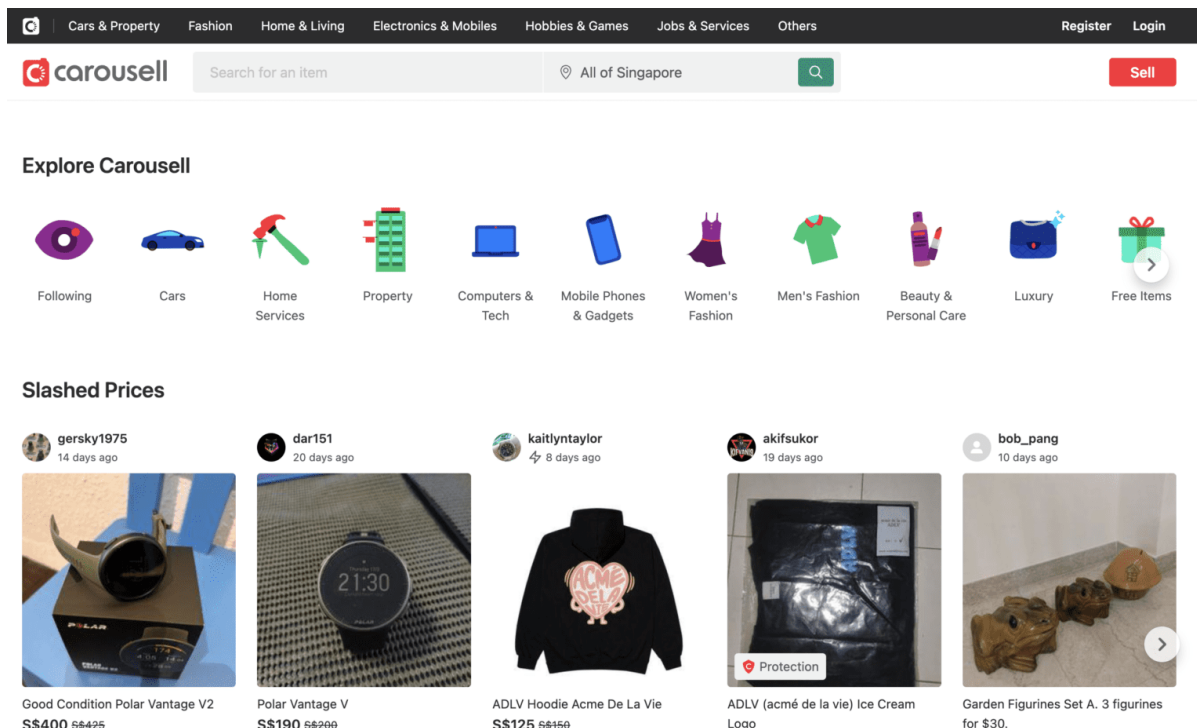 Cars & Property Fashion Home & Living Electronics & Mobiles Hobbies & Games Jobs & Services Others Register Login
carousell Search for an item All of Singapore Sell
Explore Carousell
Following Cars Home Property Computers & Mobile Phones Women's Men's Fashion Beauty & Luxury Free Items
Services Tech & Gadgets Fashion Personal Care
Slashed Prices
gersky1975 dar151 kaitlyntaylor akifsukor bob_pang
14 days ago 20 days ago 8 days ago 19 days ago 10 days ago
21:30
POLAR
ACME
DE LA
VIE
POLAR
174
Protection
Good Condition Polar Vantage V2 Polar Vantage V ADLV Hoodie Acme De La Vie ADLV (acmé de la vie) Ice Cream Garden Figurines Set A. 3 figurines
S$400 S$425 S$190 S$200 S$125 S$150 Logo for $30.